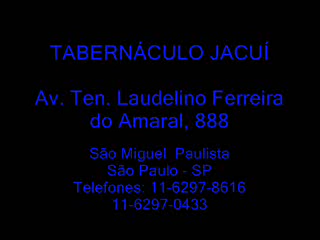 TABERNÁCULO JACUÍ
Av. Ten. Laudelino Ferreira
do Amaral, 888
São Miguel Paulista
São Paulo - SP
Telefones: 11-6297-8616
11-6297-0433